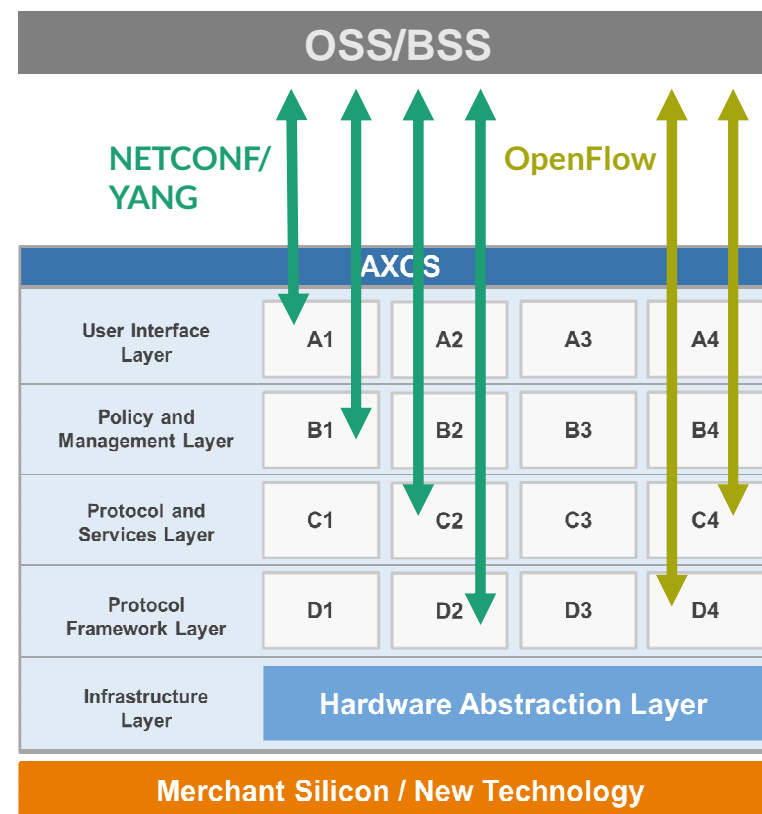 OSS/BSS
NETCONF/
YANG
OpenFlow
AXOS
User Interface
Layer
A1
A2
A3
A4
Policy and
Management Layer
B1
B2
B3
B4
Protocol and
Services Layer
C1
C2
C3
C4
Protocol
Framework Layer
D1
D2
D3
D4
Infrastructure
Layer
Hardware Abstraction Layer
Merchant Silicon / New Technology